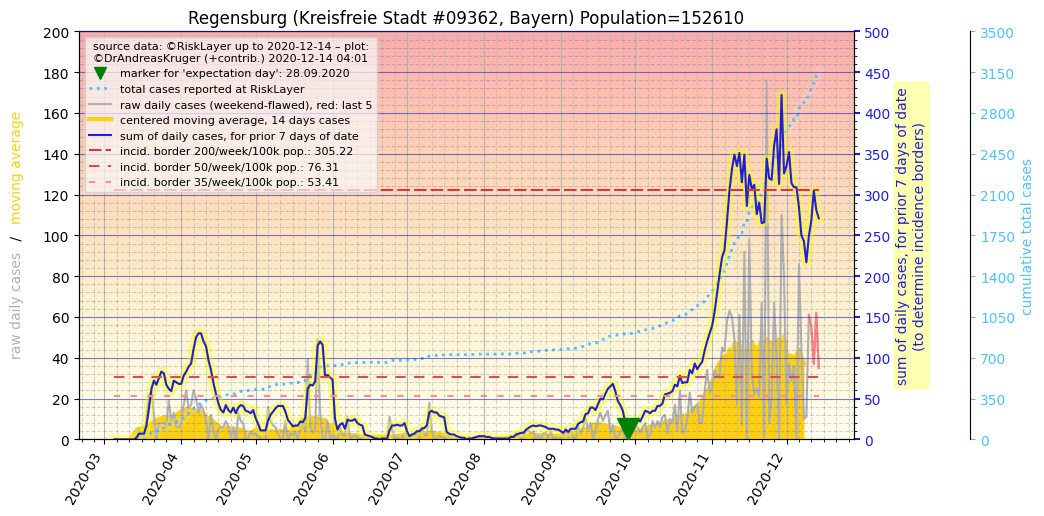 Regensburg (Kreisfreie Stadt #09362, Bayern) Population=152610
source data: ©RiskLayer up to 2020-12-14 – plot:
©DrAndreasKruger (+contrib.) 2020-12-14 04:01
marker for 'expectation day': 28.09.2020
total cases reported at RiskLayer
raw daily cases (weekend-flawed), red: last 5
centered moving average, 14 days cases
sum of daily cases, for prior 7 days of date
incid. border 200/week/100k pop.: 305.22
incid. border 50/week/100k pop.: 76.31
incid. border 35/week/100k pop.: 53.41
raw daily cases / moving average
200
180
160
140
120
100
80
60
40
20
0
2020-03
2020-04
2020-05
2020-06
2020-07
2020-08
2020-09
2020-10
2020-11
2020-12
500
450
400
350
300
250
200
150
100
50
0
sum of daily cases, for prior 7 days of date
(to determine incidence borders)
3500
3150
2800
2450
2100
1750
1400
1050
700
350
0
cumulative total cases